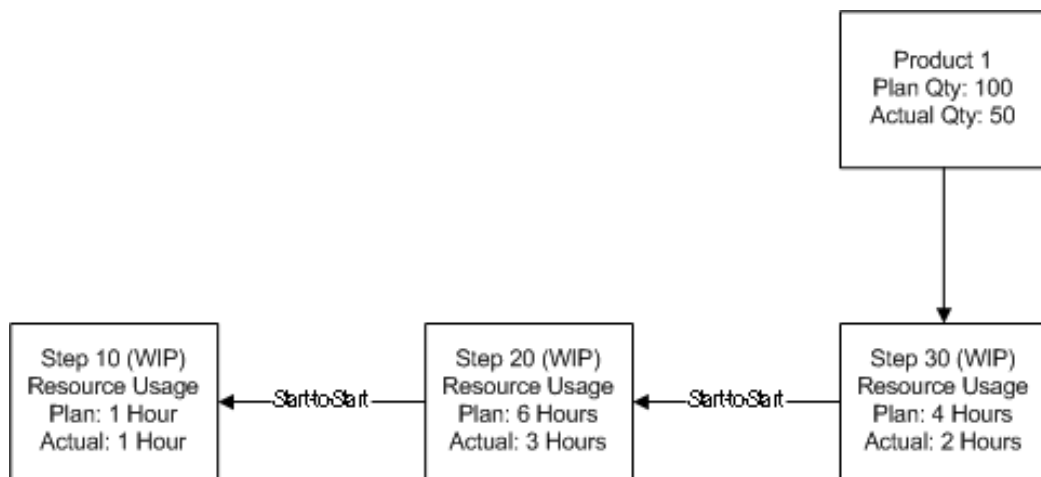 Product 1
Plan Qty: 100
Actual Qty: 50
Step 10 (WIP)
Resource Usage
Plan: 1 Hour
Actual: 1 Hour
Start-to-Start
Step 20 (WIP)
Resource Usage
Plan: 6 Hours
Actual: 3 Hours
Start-to-Start
Step 30 (WIP)
Resource Usage
Plan: 4 Hours
Actual: 2 Hours